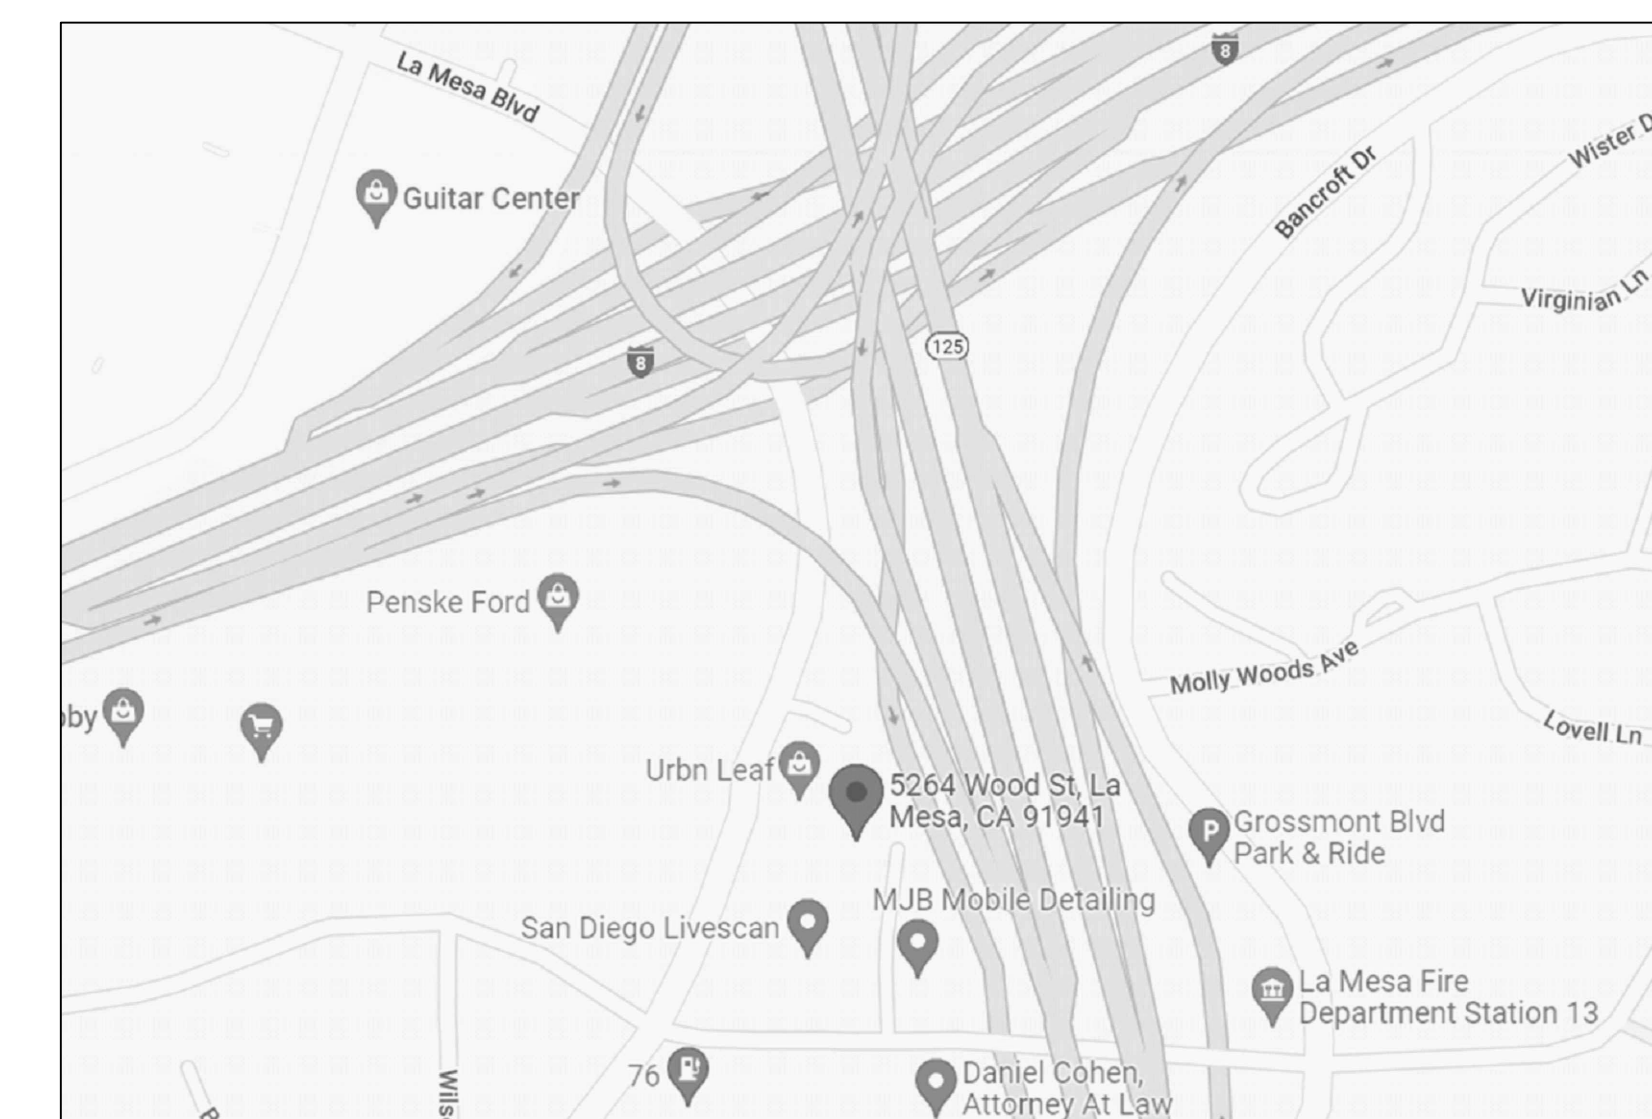 8
La Mesa Blvd
Wister D
Bancroft Dr
Guitar Center
Virginian Ln
125
8
Penske Ford
Molly Woods Ave
bby
Lovell Ln
Urbn Leaf
5264 Wood St, La
Mesa, CA 91941
P
Grossmont Blvd
Park & Ride
MJB Mobile Detailing
San Diego Livescan
La Mesa Fire
Department Station 13
76
Daniel Cohen,
Attorney At Law
Wils